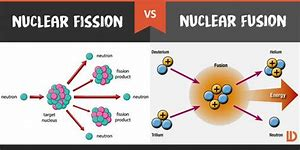 NUCLEAR FISSION
VS
NUCLEAR FUSION
neutron
fission
product
neutron
target
nucleus
neutron
fission
product
neutron
Deuterium
Helium
Fusion
Energy
Tritium
Neutron